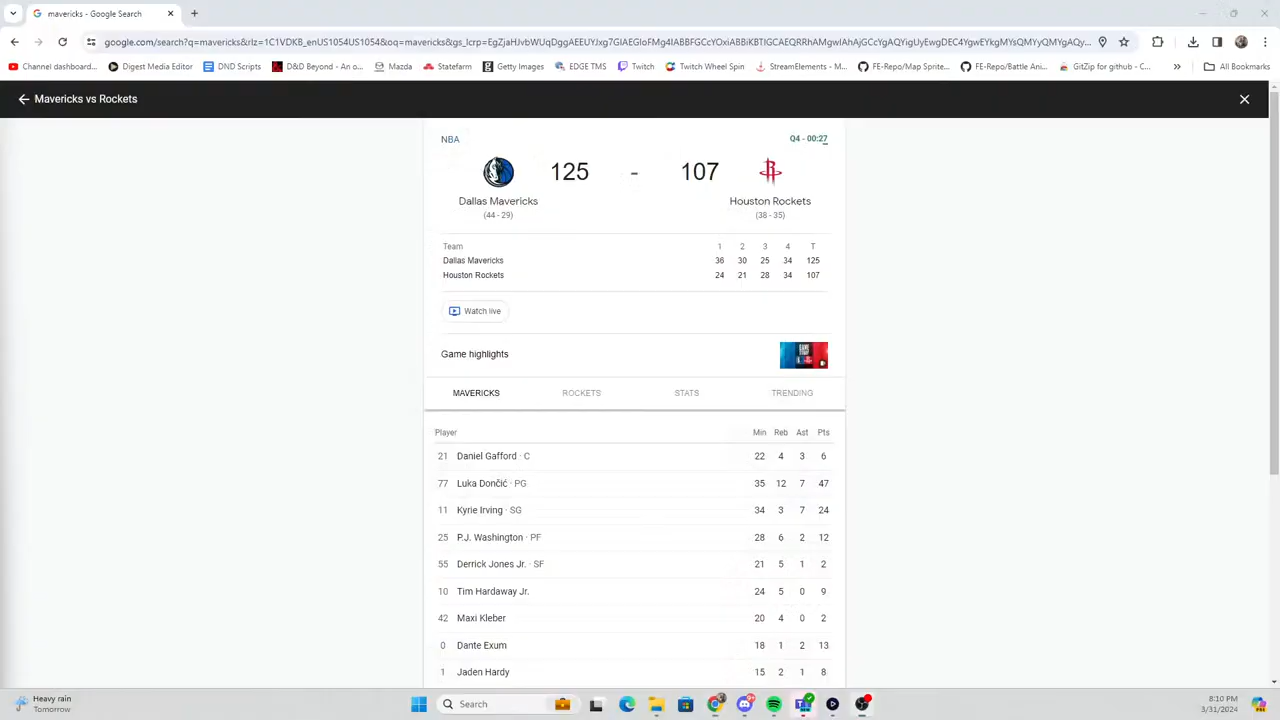 mavericks - Google Search
google.com/search?q=mavericks&rlz=1C1VDKB_enUS1054US1054&oq=mavericks&gs_lcrp=
Channel dashboard... Digest Media Editor DND Scripts D&D Beyond - An o... Mazda Statefarm Getty Images EDGE TMS Twitch Twitch Wheel Spin StreamElements - M... FE-Repo/Map Sprite... FE-Repo/Battle Ani... GitZip for github - C... All Bookmarks
Mavericks vs Rockets
NBA Q4 - 00:27
125 - 107
Dallas Mavericks Houston Rockets
(44 - 29) (38 - 35)
Team 1 2 3 4 T
Dallas Mavericks 36 30 25 34 125
Houston Rockets 24 21 28 34 107
Watch live
Game highlights
MAVERICKS ROCKETS STATS TRENDING
Player Min Reb Ast Pts
21 Daniel Gafford · C 22 4 3 6
77 Luka Dončić · PG 35 12 7 47
11 Kyrie Irving · SG 34 3 7 24
25 P.J. Washington · PF 28 6 2 12
55 Derrick Jones Jr. · SF 21 5 1 2
10 Tim Hardaway Jr. 24 5 0 9
42 Maxi Kleber 20 4 0 2
0 Dante Exum 18 1 2 13
1 Jaden Hardy 15 2 1 8
Heavy rain
Tomorrow
Search
8:10 PM
3/31/2024